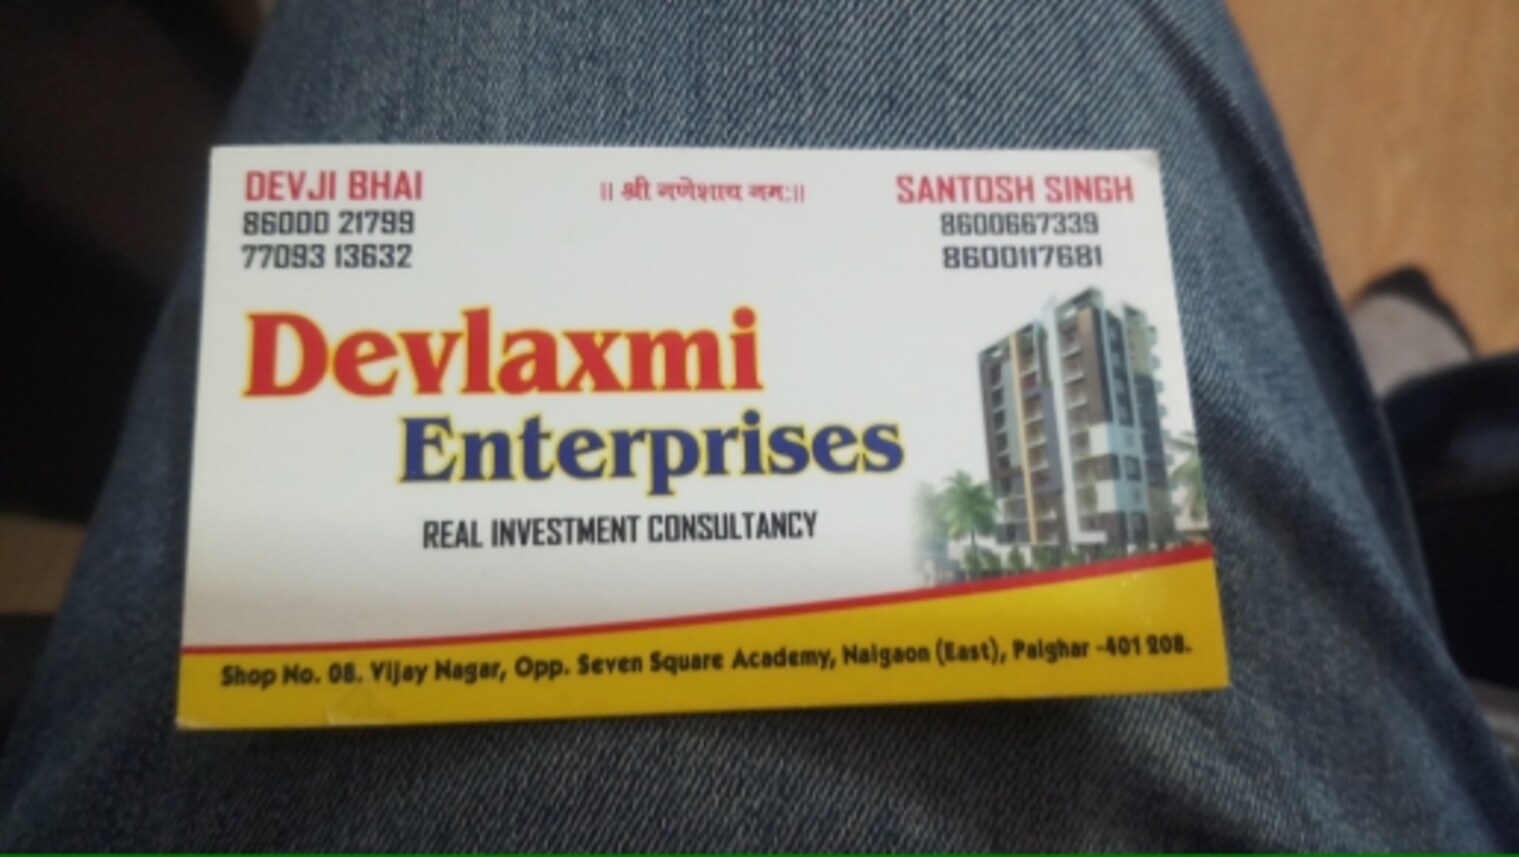 DEVJI BHAI
86000 21799
77093 13632
|| श्री गणेशाय नमः||
SANTOSH SINGH
8600667339
8600117681
Devlaxmi
Enterprises
REAL INVESTMENT CONSULTANCY
Shop No. 08. Vijay Nagar, Opp. Seven Square Academy, Naigaon (East), Palghar -401 208.